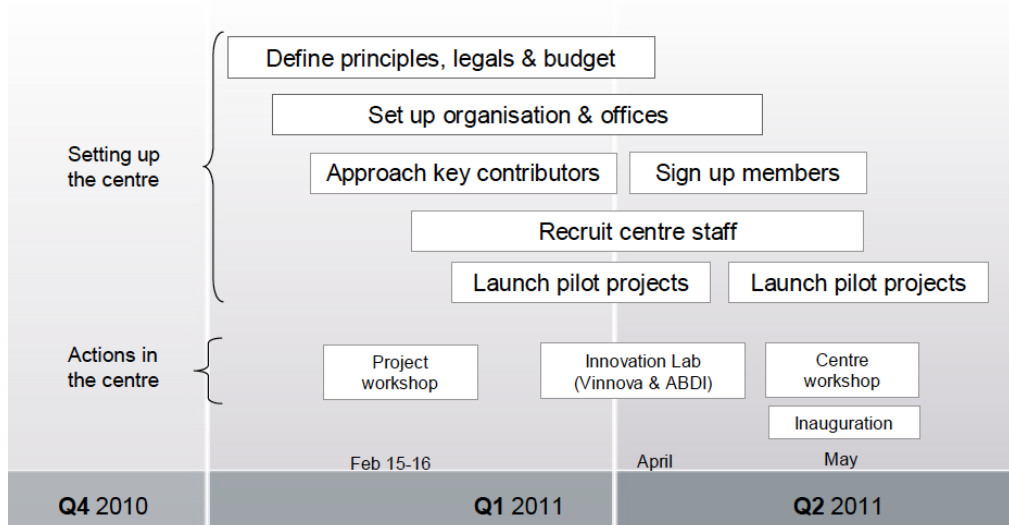 Define principles, legals & budget
Set up organisation & offices
Setting up
the centre
Approach key contributors
Sign up members
Recruit centre staff
Launch pilot projects
Launch pilot projects
Actions in
the centre
Project
workshop
Innovation Lab
(Vinnova & ABDI)
Centre
workshop
Inauguration
Feb 15-16
April
May
Q4 2010
Q1 2011
Q2 2011